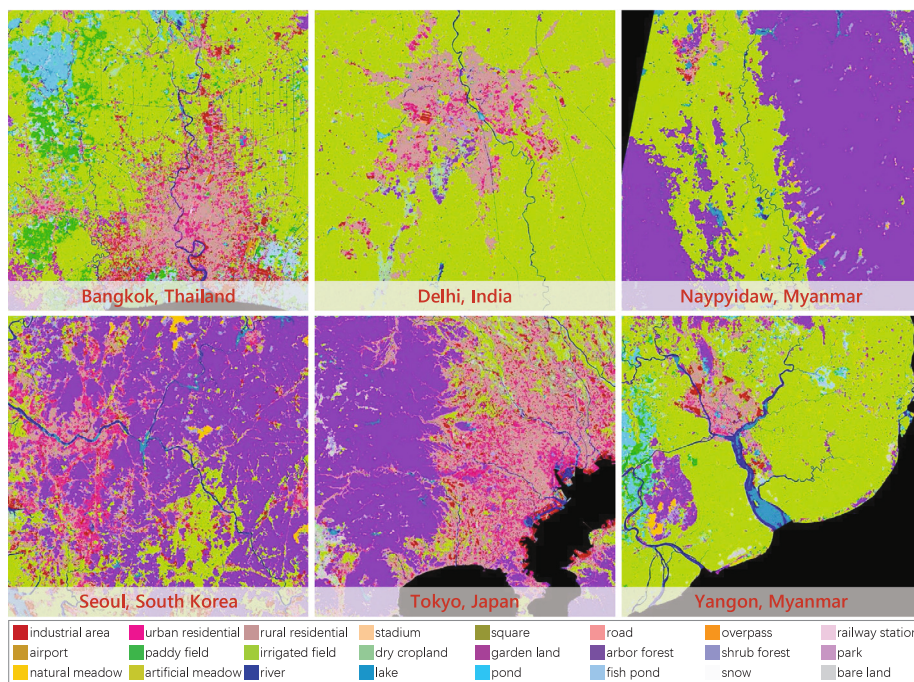 Bangkok, Thailand
Delhi, India
Naypyidaw, Myanmar
Seoul, South Korea
Tokyo, Japan
Yangon, Myanmar
industrial area urban residential rural residential stadium square road overpass railway station
airport paddy field irrigated field dry cropland garden land arbor forest shrub forest park
natural meadow artificial meadow river lake pond fish pond snow bare land